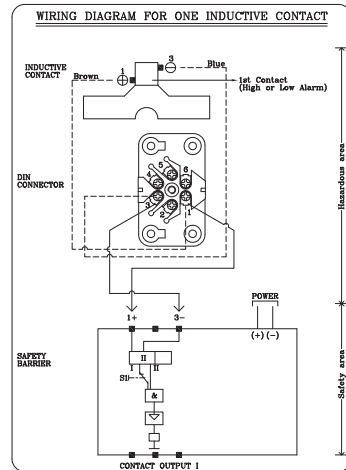 WIRING DIAGRAM FOR ONE INDUCTIVE CONTACT
INDUCTIVE
CONTACT
Brown
1
3
Blue
1st Contact
(High or Low Alarm)
Hazardous area
DIN
CONNECTOR
5
4
6
3
2
1
1+
3-
POWER
(+) (-)
SAFETY
BARRIER
II
I
II
S1
&
Safety area
CONTACT OUTPUT I